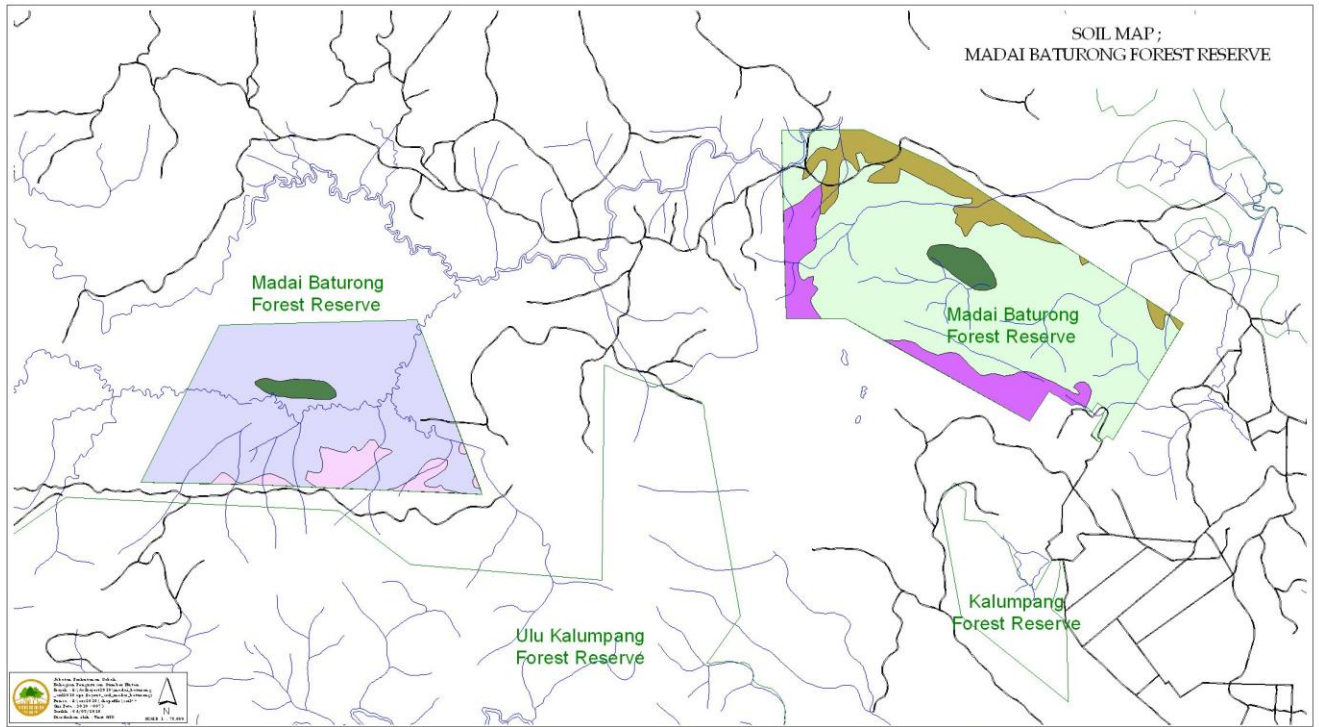 SOIL MAP ;
MADAI BATURONG FOREST RESERVE
Madai Baturong
Forest Reserve
Madai Baturong
Forest Reserve
Ulu Kalumpang
Forest Reserve
Kalumpang
Forest Reserve
N